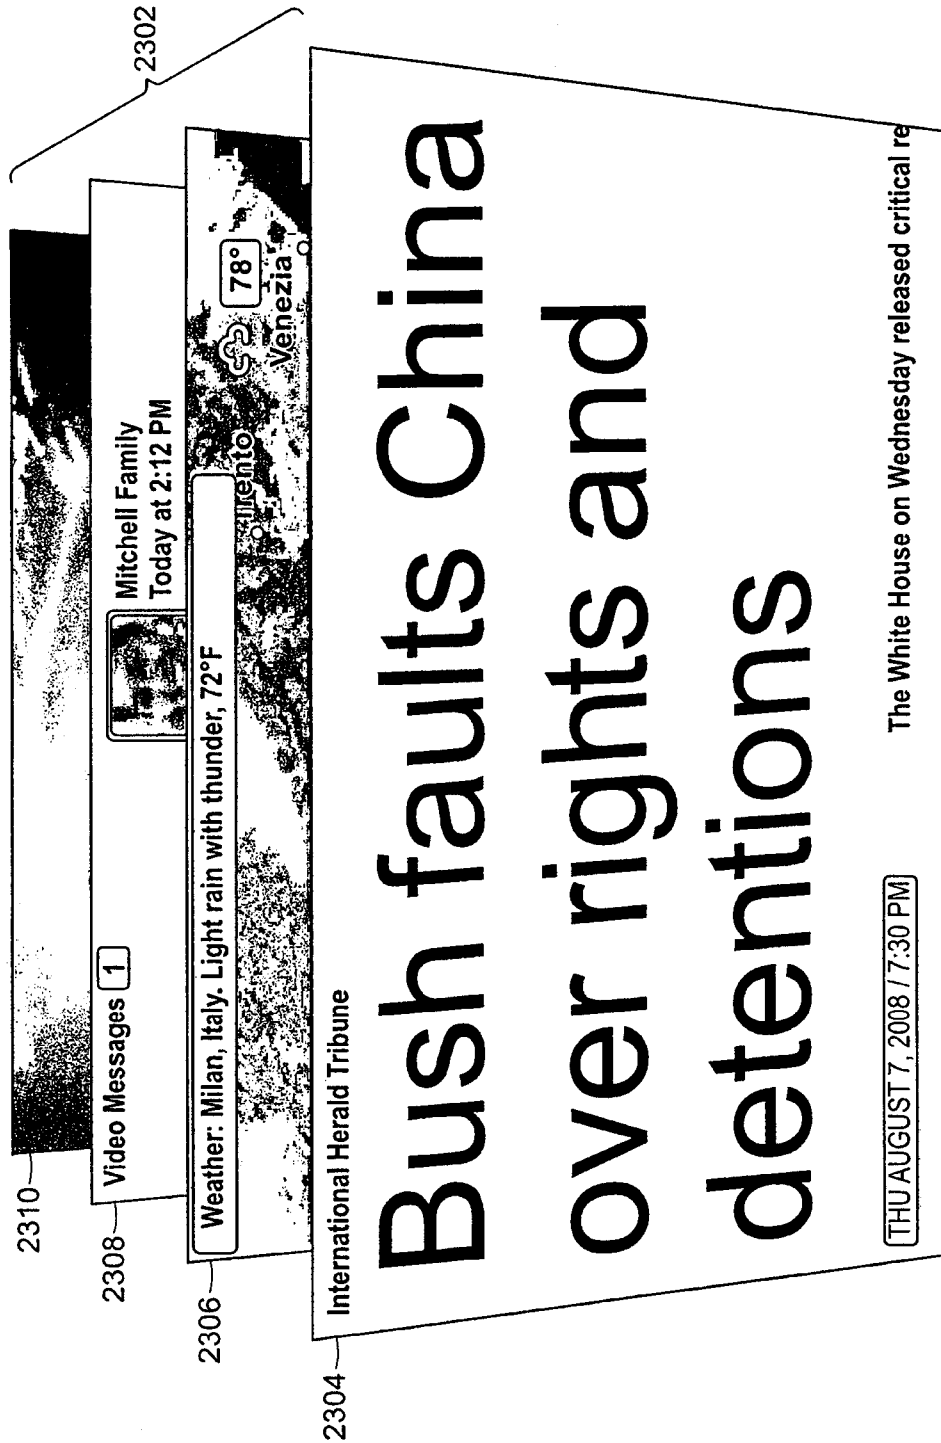 2302
2310
2308
Video Messages 1
Mitchell Family
Today at 2:12 PM
2306
Weather: Milan, Italy. Light rain with thunder, 72°F
Trento
78°
Venezia
2304
International Herald Tribune
Bush faults China
over rights and
detentions
THU AUGUST 7, 2008 / 7:30 PM
The White House on Wednesday released critical re